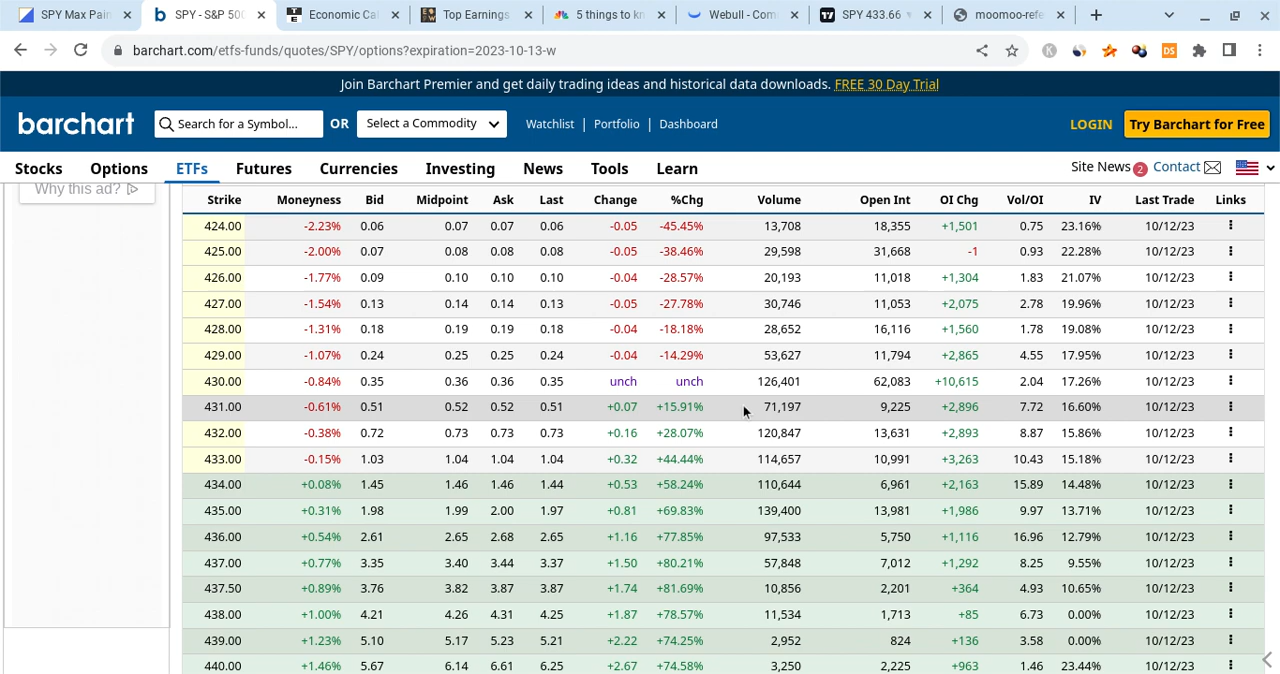 SPY Max Pain
SPY - S&P 500
Economic Cal
Top Earnings
5 things to kn
Webull - Com
SPY 433.66
moomoo-refe
barchart.com/etfs-funds/quotes/SPY/options?expiration=2023-10-13-w
K
DS
Join Barchart Premier and get daily trading ideas and historical data downloads. FREE 30 Day Trial
barchart Search for a Symbol... OR Select a Commodity Watchlist | Portfolio | Dashboard LOGIN Try Barchart for Free
Stocks Options ETFs Futures Currencies Investing News Tools Learn Site News 2 Contact
Why this ad?
Strike Moneyness Bid Midpoint Ask Last Change %Chg Volume Open Int OI Chg Vol/OI IV Last Trade Links
424.00 -2.23% 0.06 0.07 0.07 0.06 -0.05 -45.45% 13,708 18,355 +1,501 0.75 23.16% 10/12/23
425.00 -2.00% 0.07 0.08 0.08 0.08 -0.05 -38.46% 29,598 31,668 -1 0.93 22.28% 10/12/23
426.00 -1.77% 0.09 0.10 0.10 0.10 -0.04 -28.57% 20,193 11,018 +1,304 1.83 21.07% 10/12/23
427.00 -1.54% 0.13 0.14 0.14 0.13 -0.05 -27.78% 30,746 11,053 +2,075 2.78 19.96% 10/12/23
428.00 -1.31% 0.18 0.19 0.19 0.18 -0.04 -18.18% 28,652 16,116 +1,560 1.78 19.08% 10/12/23
429.00 -1.07% 0.24 0.25 0.25 0.24 -0.04 -14.29% 53,627 11,794 +2,865 4.55 17.95% 10/12/23
430.00 -0.84% 0.35 0.36 0.36 0.35 unch unch 126,401 62,083 +10,615 2.04 17.26% 10/12/23
431.00 -0.61% 0.51 0.52 0.52 0.51 +0.07 +15.91% 71,197 9,225 +2,896 7.72 16.60% 10/12/23
432.00 -0.38% 0.72 0.73 0.73 0.73 +0.16 +28.07% 120,847 13,631 +2,893 8.87 15.86% 10/12/23
433.00 -0.15% 1.03 1.04 1.04 1.04 +0.32 +44.44% 114,657 10,991 +3,263 10.43 15.18% 10/12/23
434.00 +0.08% 1.45 1.46 1.46 1.44 +0.53 +58.24% 110,644 6,961 +2,163 15.89 14.48% 10/12/23
435.00 +0.31% 1.98 1.99 2.00 1.97 +0.81 +69.83% 139,400 13,981 +1,986 9.97 13.71% 10/12/23
436.00 +0.54% 2.61 2.65 2.68 2.65 +1.16 +77.85% 97,533 5,750 +1,116 16.96 12.79% 10/12/23
437.00 +0.77% 3.35 3.40 3.44 3.37 +1.50 +80.21% 57,848 7,012 +1,292 8.25 9.55% 10/12/23
437.50 +0.89% 3.76 3.82 3.87 3.87 +1.74 +81.69% 10,856 2,201 +364 4.93 10.65% 10/12/23
438.00 +1.00% 4.21 4.26 4.31 4.25 +1.87 +78.57% 11,534 1,713 +85 6.73 0.00% 10/12/23
439.00 +1.23% 5.10 5.17 5.23 5.21 +2.22 +74.25% 2,952 824 +136 3.58 0.00% 10/12/23
440.00 +1.46% 5.67 6.14 6.61 6.25 +2.67 +74.58% 3,250 2,225 +963 1.46 23.44% 10/12/23